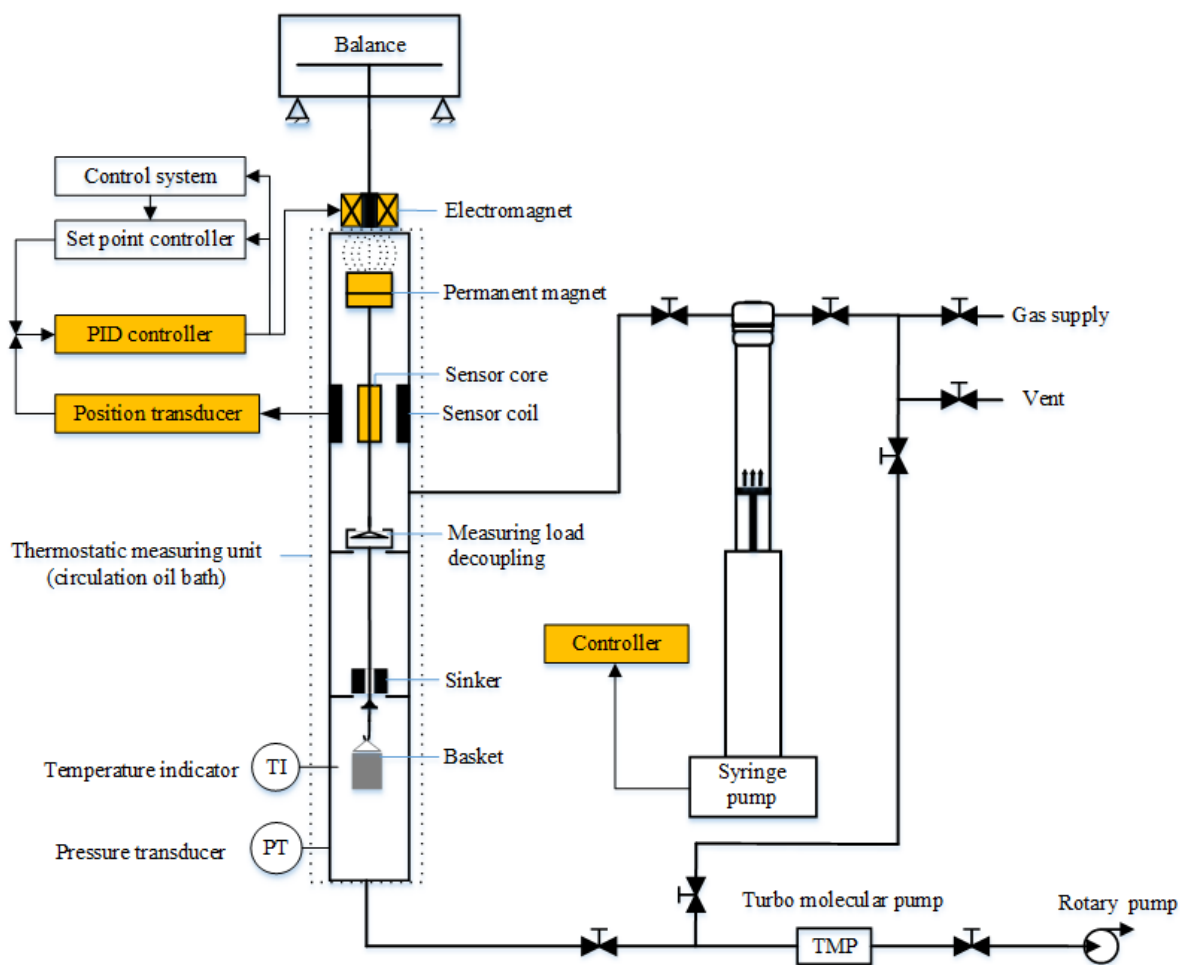 Balance
Control system
Set point controller
Electromagnet
Permanent magnet
PID controller
Gas supply
Sensor core
Position transducer
Sensor coil
Vent
Measuring load
decoupling
Thermostatic measuring unit
(circulation oil bath)
Controller
Sinker
Basket
Temperature indicator
TI
Syringe
pump
Pressure transducer
PT
Turbo molecular pump
Rotary pump
TMP